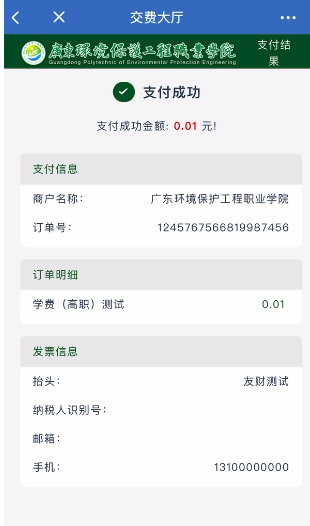 交费大厅
廣東環境保護工程職業學院
Guangdong Polytechnic of Environmental Protection Engineering
支付结
果
支付成功
支付成功金额: 0.01 元!
支付信息
商户名称: 广东环境保护工程职业学院
订单号: 1245767566819987456
订单明细
学费（高职）测试 0.01
发票信息
抬头: 友财测试
纳税人识别号:
邮箱:
手机: 13100000000